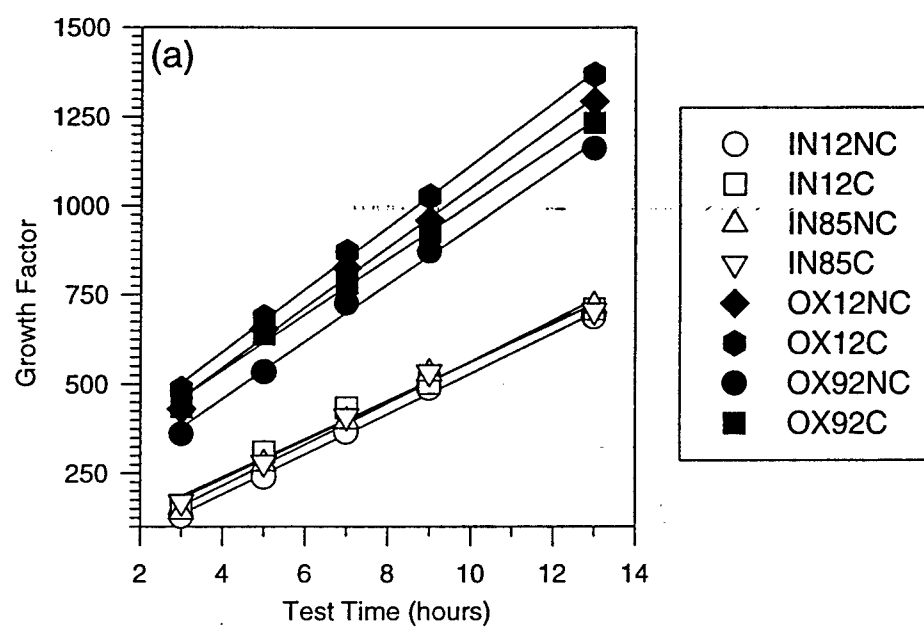 (a)
Growth Factor
1500
1250
1000
750
500
250
2 4 6 8 10 12 14
Test Time (hours)
IN12NC
IN12C
IN85NC
IN85C
OX12NC
OX12C
OX92NC
OX92C